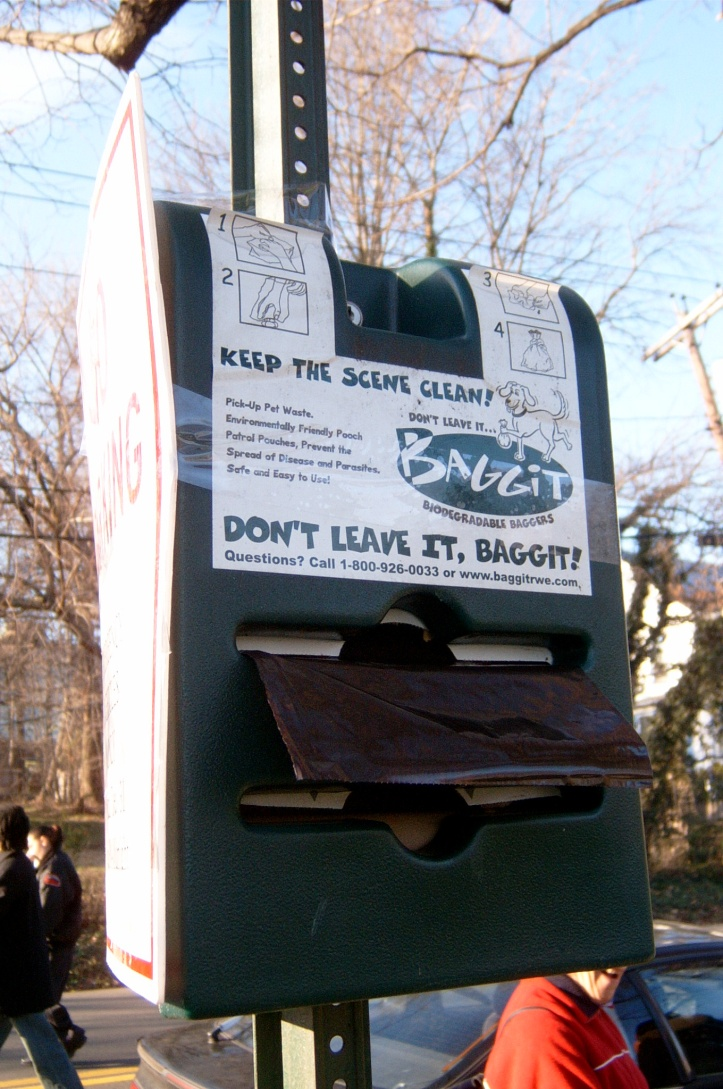 1
2
3
4
KEEP THE SCENE CLEAN!
Pick-Up Pet Waste.
Environmentally Friendly Pooch
Patrol Pouches, Prevent the
Spread of Disease and Parasites.
Safe and Easy to Use!
DON'T LEAVE IT...
BAGGIT
BIODEGRADABLE BAGGERS
DON'T LEAVE IT, BAGGIT!
Questions? Call 1-800-926-0033 or www.baggitrwe.com.